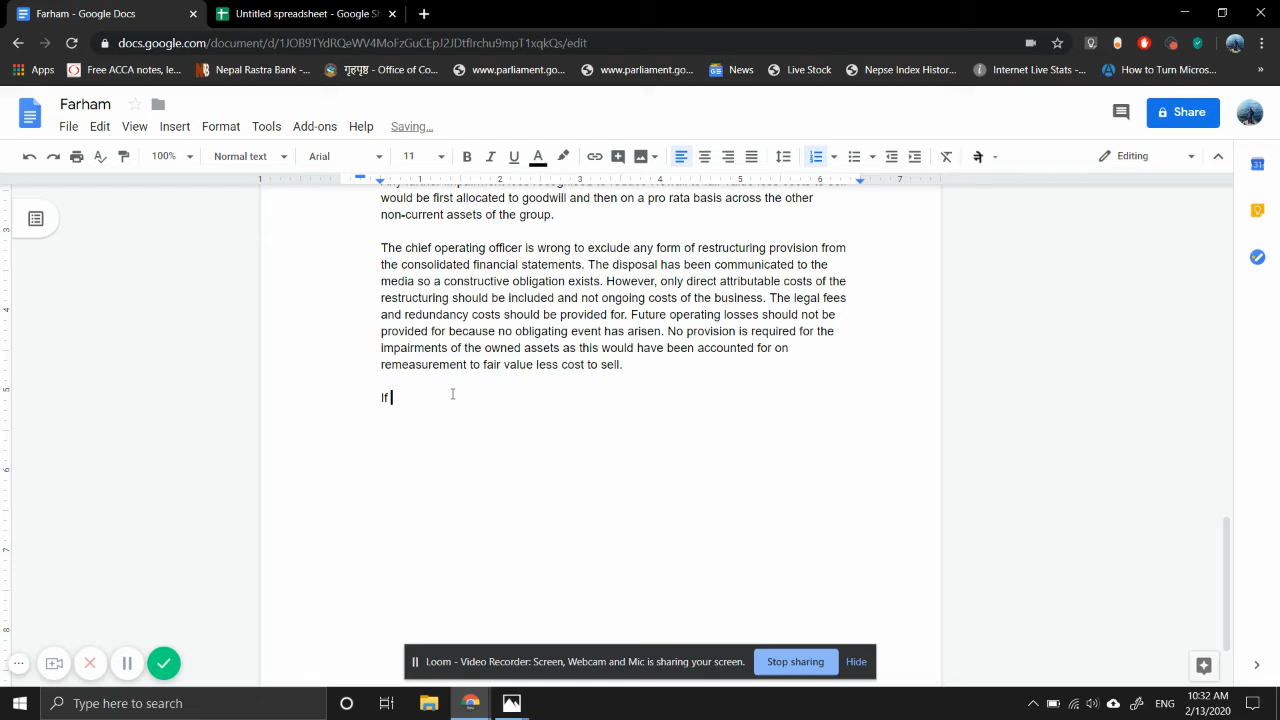 Farham - Google Docs
Untitled spreadsheet - Google Sh
docs.google.com/document/d/1JOB9TYdRQeWV4MoFzGuCEpJ2JDtfIrchu9mpT1xqkQs/edit
Apps
Free ACCA notes, le...
Nepal Rastra Bank -...
गृहपृष्ठ - Office of Co...
www.parliament.go...
www.parliament.go...
News
Live Stock
Nepse Index Histor...
Internet Live Stats -...
How to Turn Micros...
Farham
File Edit View Insert Format Tools Add-ons Help Saving...
Share
100% Normal text Arial 11 Editing
1 1 2 3 4 5 6 7
would be first allocated to goodwill and then on a pro rata basis across the other
non-current assets of the group.
The chief operating officer is wrong to exclude any form of restructuring provision from
the consolidated financial statements. The disposal has been communicated to the
media so a constructive obligation exists. However, only direct attributable costs of the
restructuring should be included and not ongoing costs of the business. The legal fees
and redundancy costs should be provided for. Future operating losses should not be
provided for because no obligating event has arisen. No provision is required for the
impairments of the owned assets as this would have been accounted for on
remeasurement to fair value less cost to sell.
If
Loom - Video Recorder: Screen, Webcam and Mic is sharing your screen.
Stop sharing
Hide
Type here to search
ENG
10:32 AM
2/13/2020